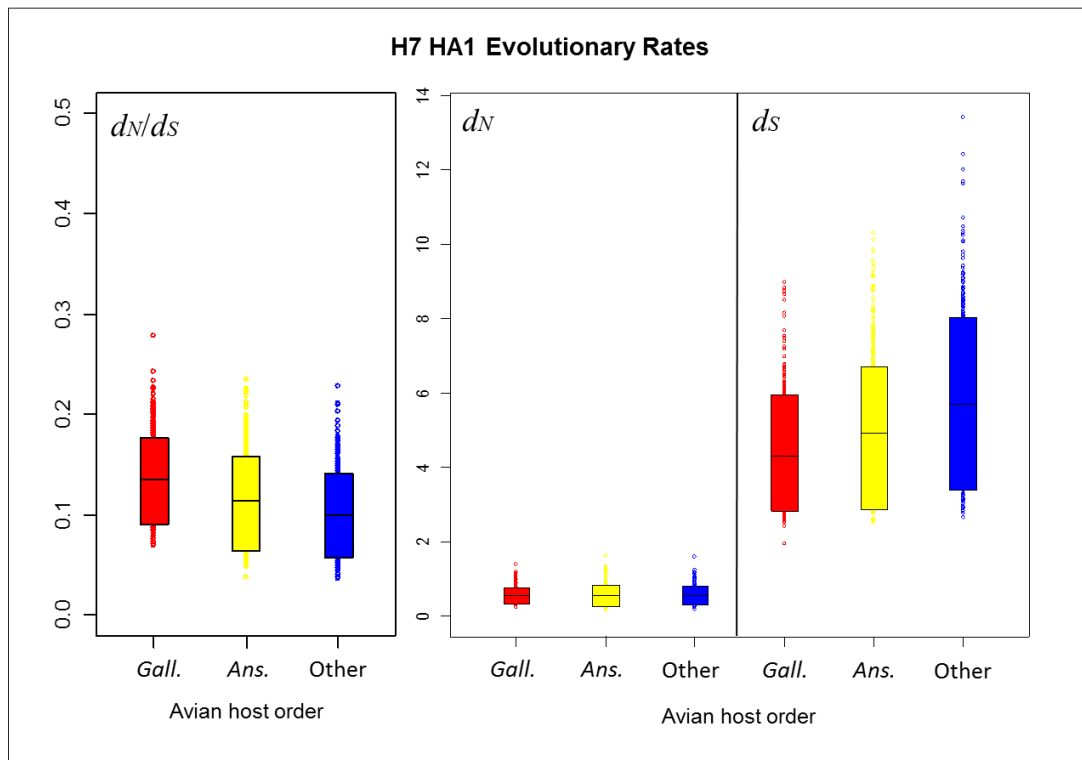 H7 HA1 Evolutionary Rates
dN/dS
0.5
0.4
0.3
0.2
0.1
0.0
Gall. Ans. Other
Avian host order
dN dS
14
12
10
8
6
4
2
0
Gall. Ans. Other Gall. Ans. Other
Avian host order